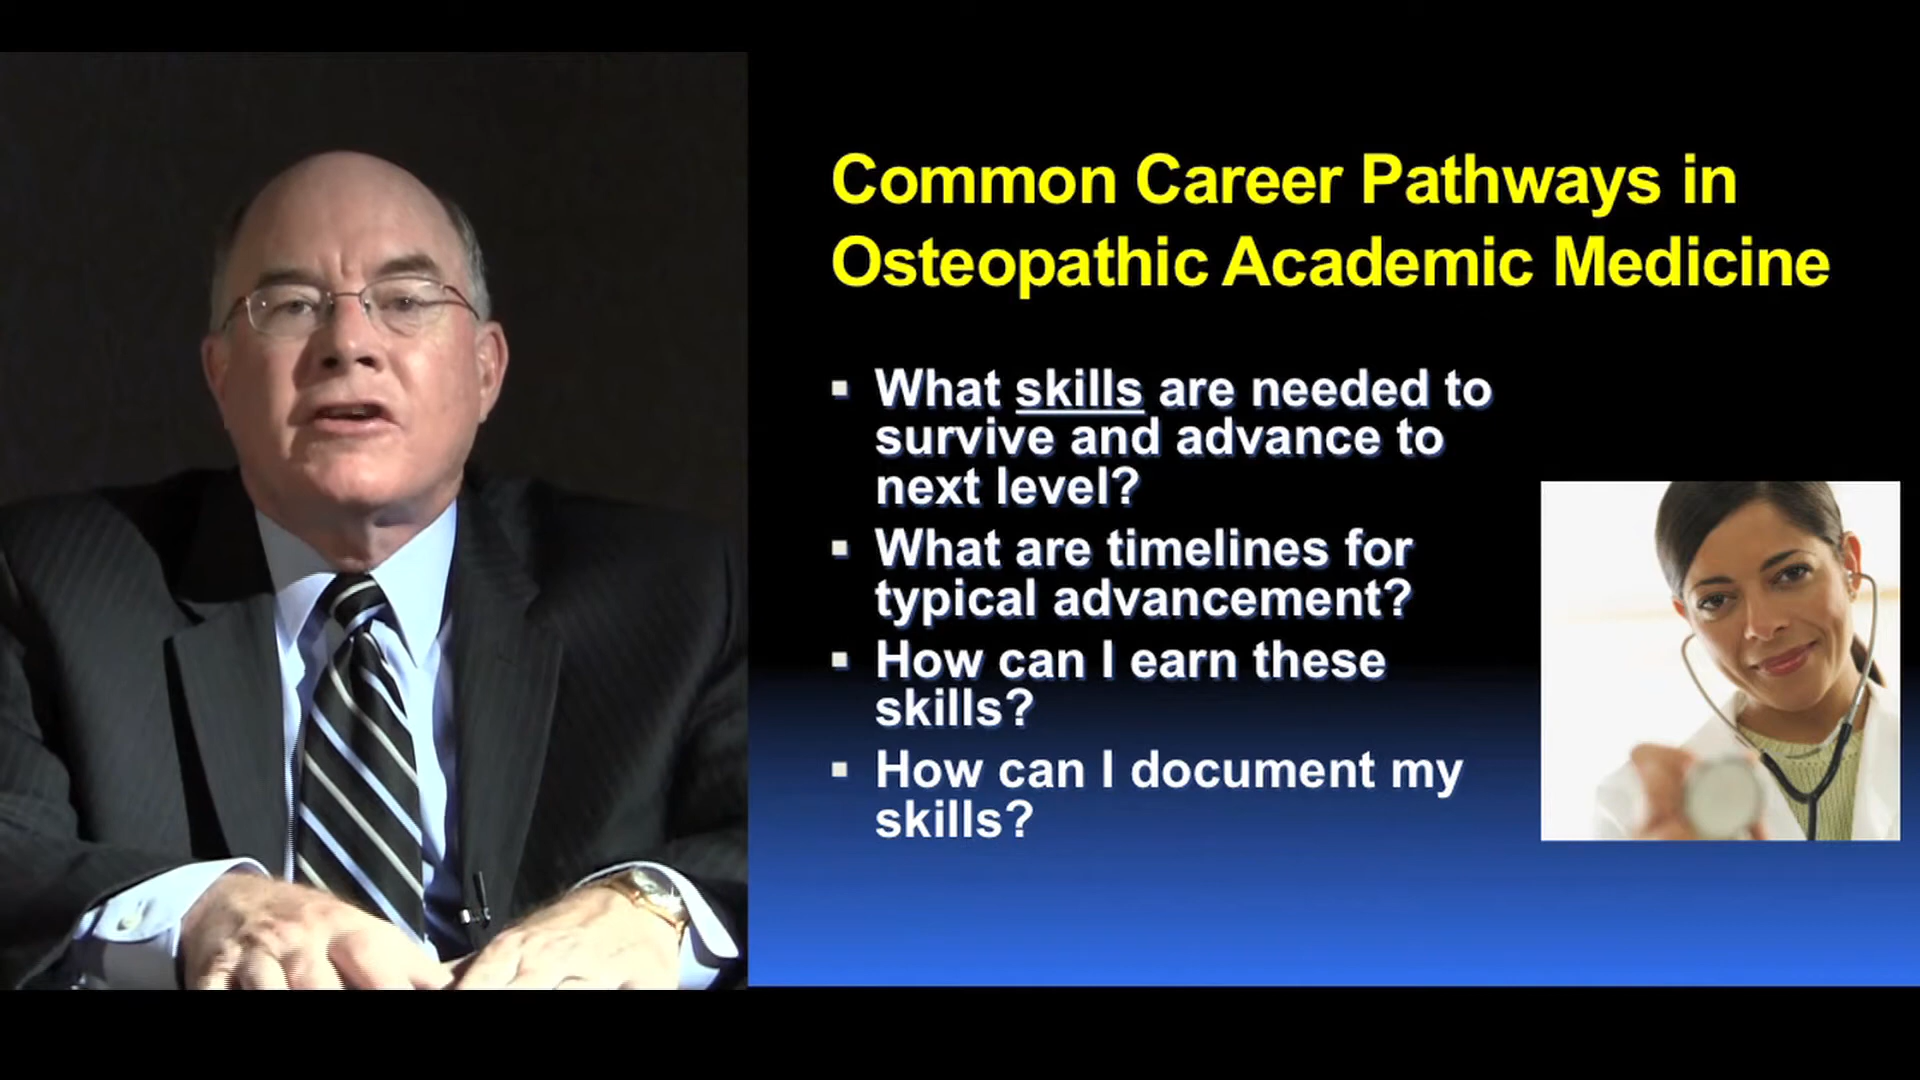 Common Career Pathways in
Osteopathic Academic Medicine
▪ What skills are needed to
survive and advance to
next level?
▪ What are timelines for
typical advancement?
▪ How can I earn these
skills?
▪ How can I document my
skills?